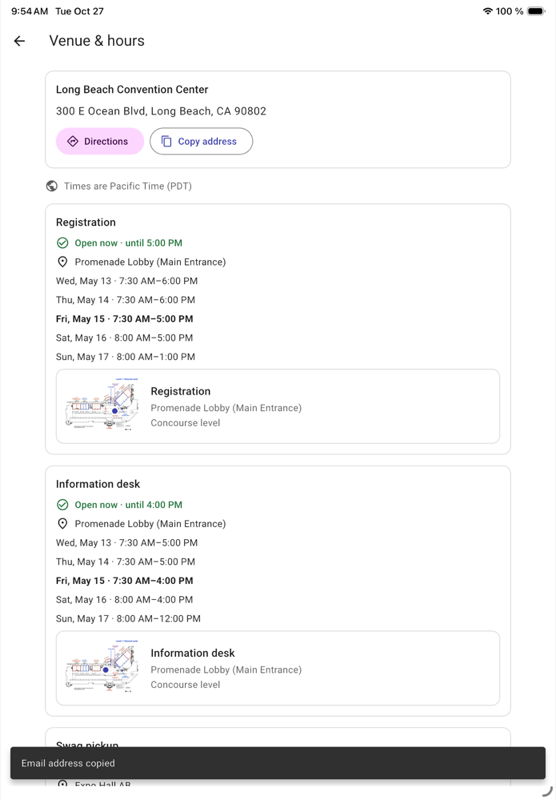 9:54 AM Tue Oct 27
100 %
Venue & hours
Long Beach Convention Center
300 E Ocean Blvd, Long Beach, CA 90802
Directions
Copy address
Times are Pacific Time (PDT)
Registration
Open now · until 5:00 PM
Promenade Lobby (Main Entrance)
Wed, May 13 · 7:30 AM–6:00 PM
Thu, May 14 · 7:30 AM–6:00 PM
Fri, May 15 · 7:30 AM–5:00 PM
Sat, May 16 · 8:00 AM–5:00 PM
Sun, May 17 · 8:00 AM–1:00 PM
Registration
Promenade Lobby (Main Entrance)
Concourse level
Information desk
Open now · until 4:00 PM
Promenade Lobby (Main Entrance)
Wed, May 13 · 7:30 AM–5:00 PM
Thu, May 14 · 7:30 AM–5:00 PM
Fri, May 15 · 7:30 AM–4:00 PM
Sat, May 16 · 8:00 AM–4:00 PM
Sun, May 17 · 8:00 AM–12:00 PM
Information desk
Promenade Lobby (Main Entrance)
Concourse level
Swag pickup
Email address copied
Expo Hall AB